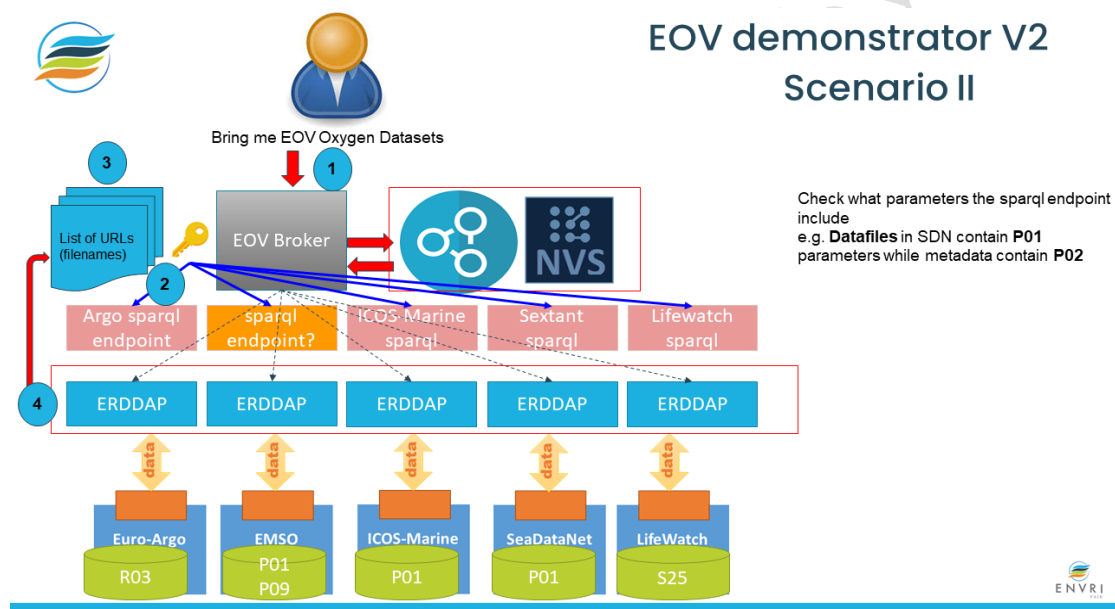 EOV demonstrator V2
Scenario II
Bring me EOV Oxygen Datasets
1
3
List of URLs
(filenames)
EOV Broker
NVS
Check what parameters the sparql endpoint
include
e.g. Datafiles in SDN contain P01
parameters while metadata contain P02
2
Argo sparql
endpoint
sparql
endpoint?
ICOS-Marine
sparql
Sextant
sparql
Lifewatch
sparql
4
ERDDAP
ERDDAP
ERDDAP
ERDDAP
ERDDAP
data
data
data
data
data
Euro-Argo
EMSO
ICOS-Marine
SeaDataNet
LifeWatch
R03
P01
P09
P01
P01
S25
ENVRI